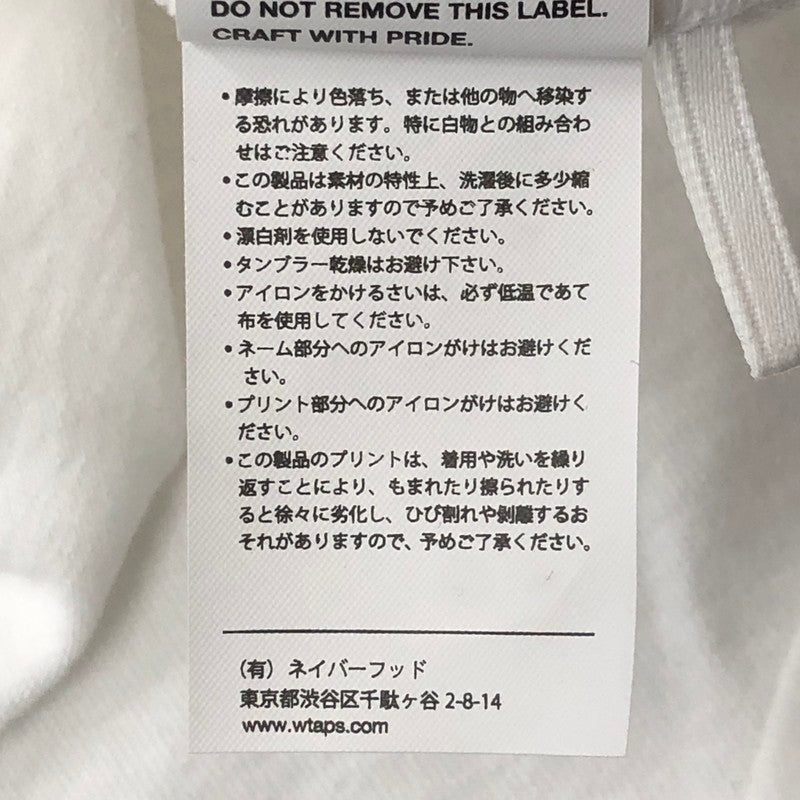 DO NOT REMOVE THIS LABEL.
CRAFT WITH PRIDE.
•摩擦により色落ち、または他の物へ移染す
る恐れがあります。特に白物との組み合わ
せはご注意ください。
•この製品は素材の特性上、洗濯後に多少縮
むことがありますので予めご了承ください。
•漂白剤を使用しないでください。
•タンブラー乾燥はお避け下さい。
•アイロンをかけるさいは、必ず低温であて
布を使用してください。
•ネーム部分へのアイロンがけはお避けくだ
さい。
•プリント部分へのアイロンがけはお避けく
ださい。
•この製品のプリントは、着用や洗いを繰り
返すことにより、もまれたり擦られたりす
ると徐々に劣化し、ひび割れや剝離するお
それがありますので、予めご了承ください。
(有) ネイバーフッド
東京都渋谷区千駄ヶ谷 2-8-14
www.wtaps.com